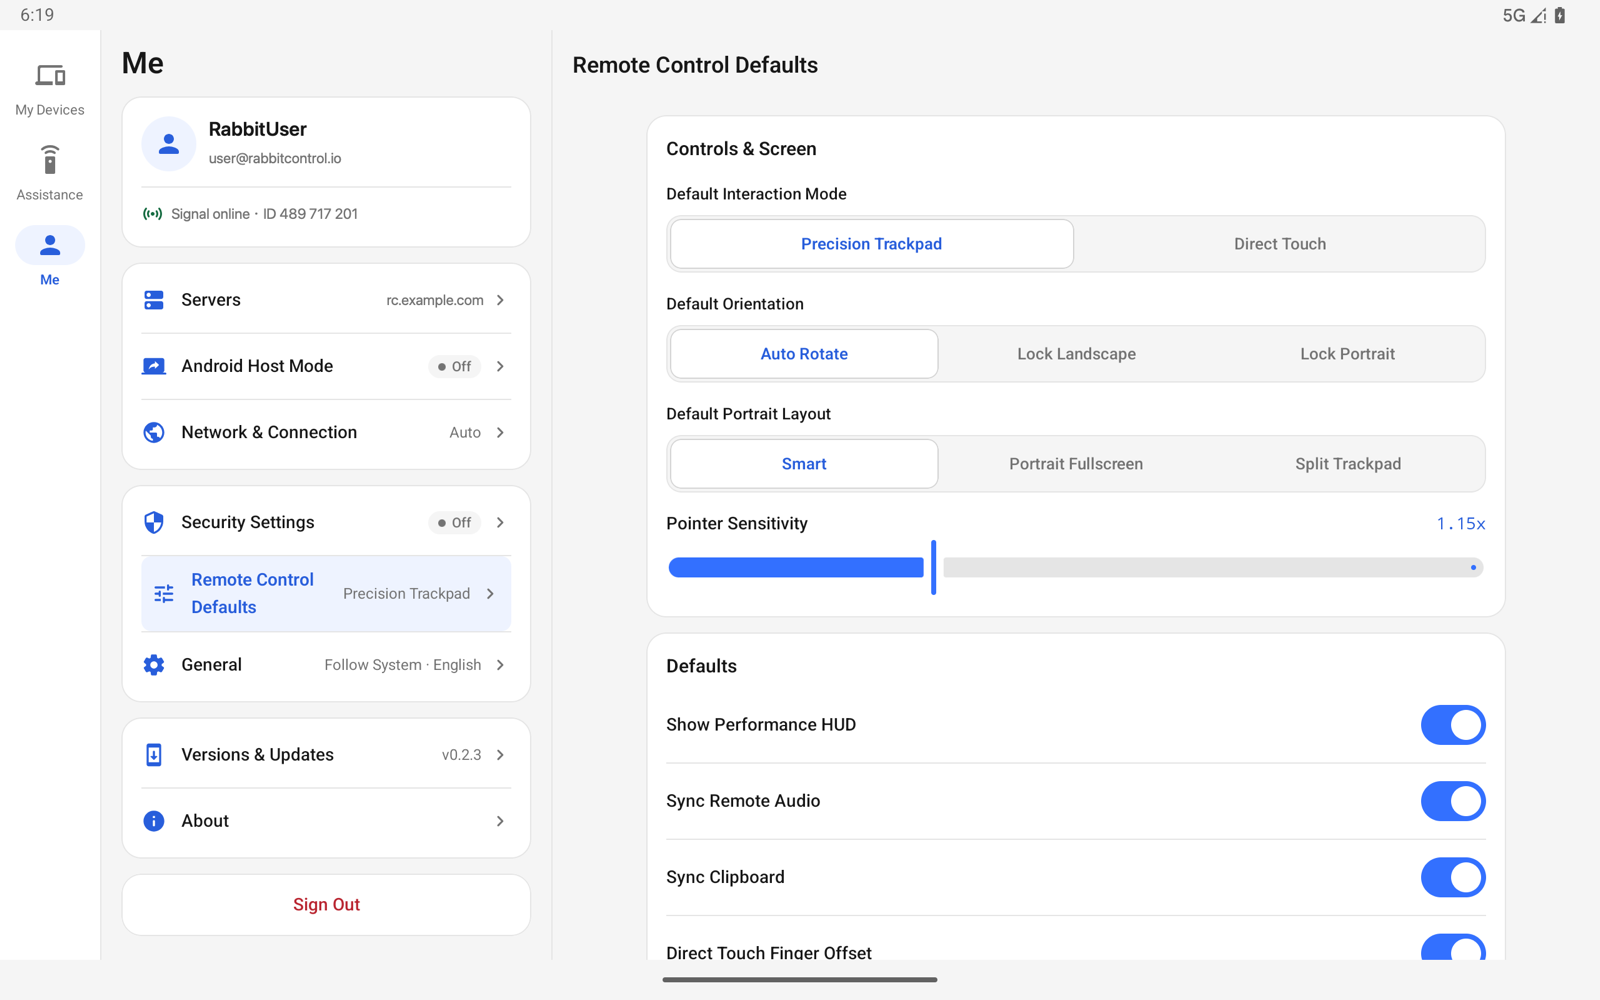 6:19
5G
My Devices
Assistance
Me
Me
RabbitUser
user@rabbitcontrol.io
Signal online · ID 489 717 201
Servers
rc.example.com
Android Host Mode
Off
Network & Connection
Auto
Security Settings
Off
Remote Control
Defaults
Precision Trackpad
General
Follow System · English
Versions & Updates
v0.2.3
About
Sign Out
Remote Control Defaults
Controls & Screen
Default Interaction Mode
Precision Trackpad
Direct Touch
Default Orientation
Auto Rotate
Lock Landscape
Lock Portrait
Default Portrait Layout
Smart
Portrait Fullscreen
Split Trackpad
Pointer Sensitivity
1.15x
Defaults
Show Performance HUD
Sync Remote Audio
Sync Clipboard
Direct Touch Finger Offset